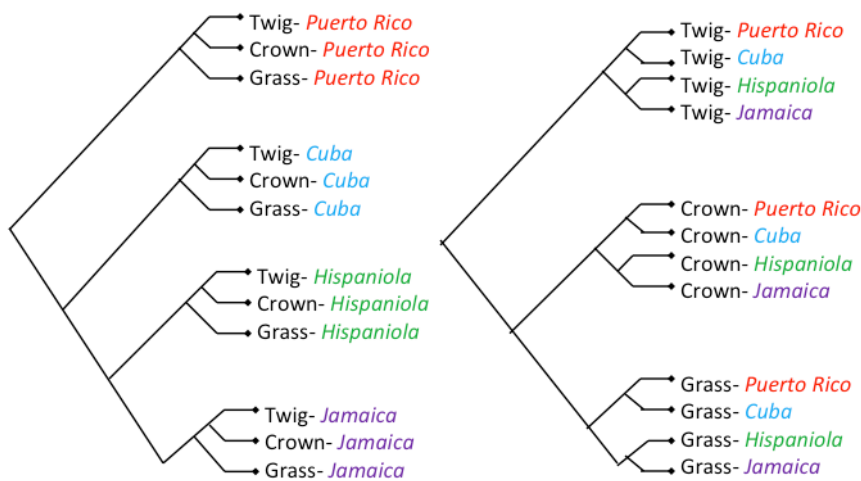 Twig- Puerto Rico
Crown- Puerto Rico
Grass- Puerto Rico
Twig- Cuba
Crown- Cuba
Grass- Cuba
Twig- Hispaniola
Crown- Hispaniola
Grass- Hispaniola
Twig- Jamaica
Crown- Jamaica
Grass- Jamaica
Twig- Puerto Rico
Twig- Cuba
Twig- Hispaniola
Twig- Jamaica
Crown- Puerto Rico
Crown- Cuba
Crown- Hispaniola
Crown- Jamaica
Grass- Puerto Rico
Grass- Cuba
Grass- Hispaniola
Grass- Jamaica